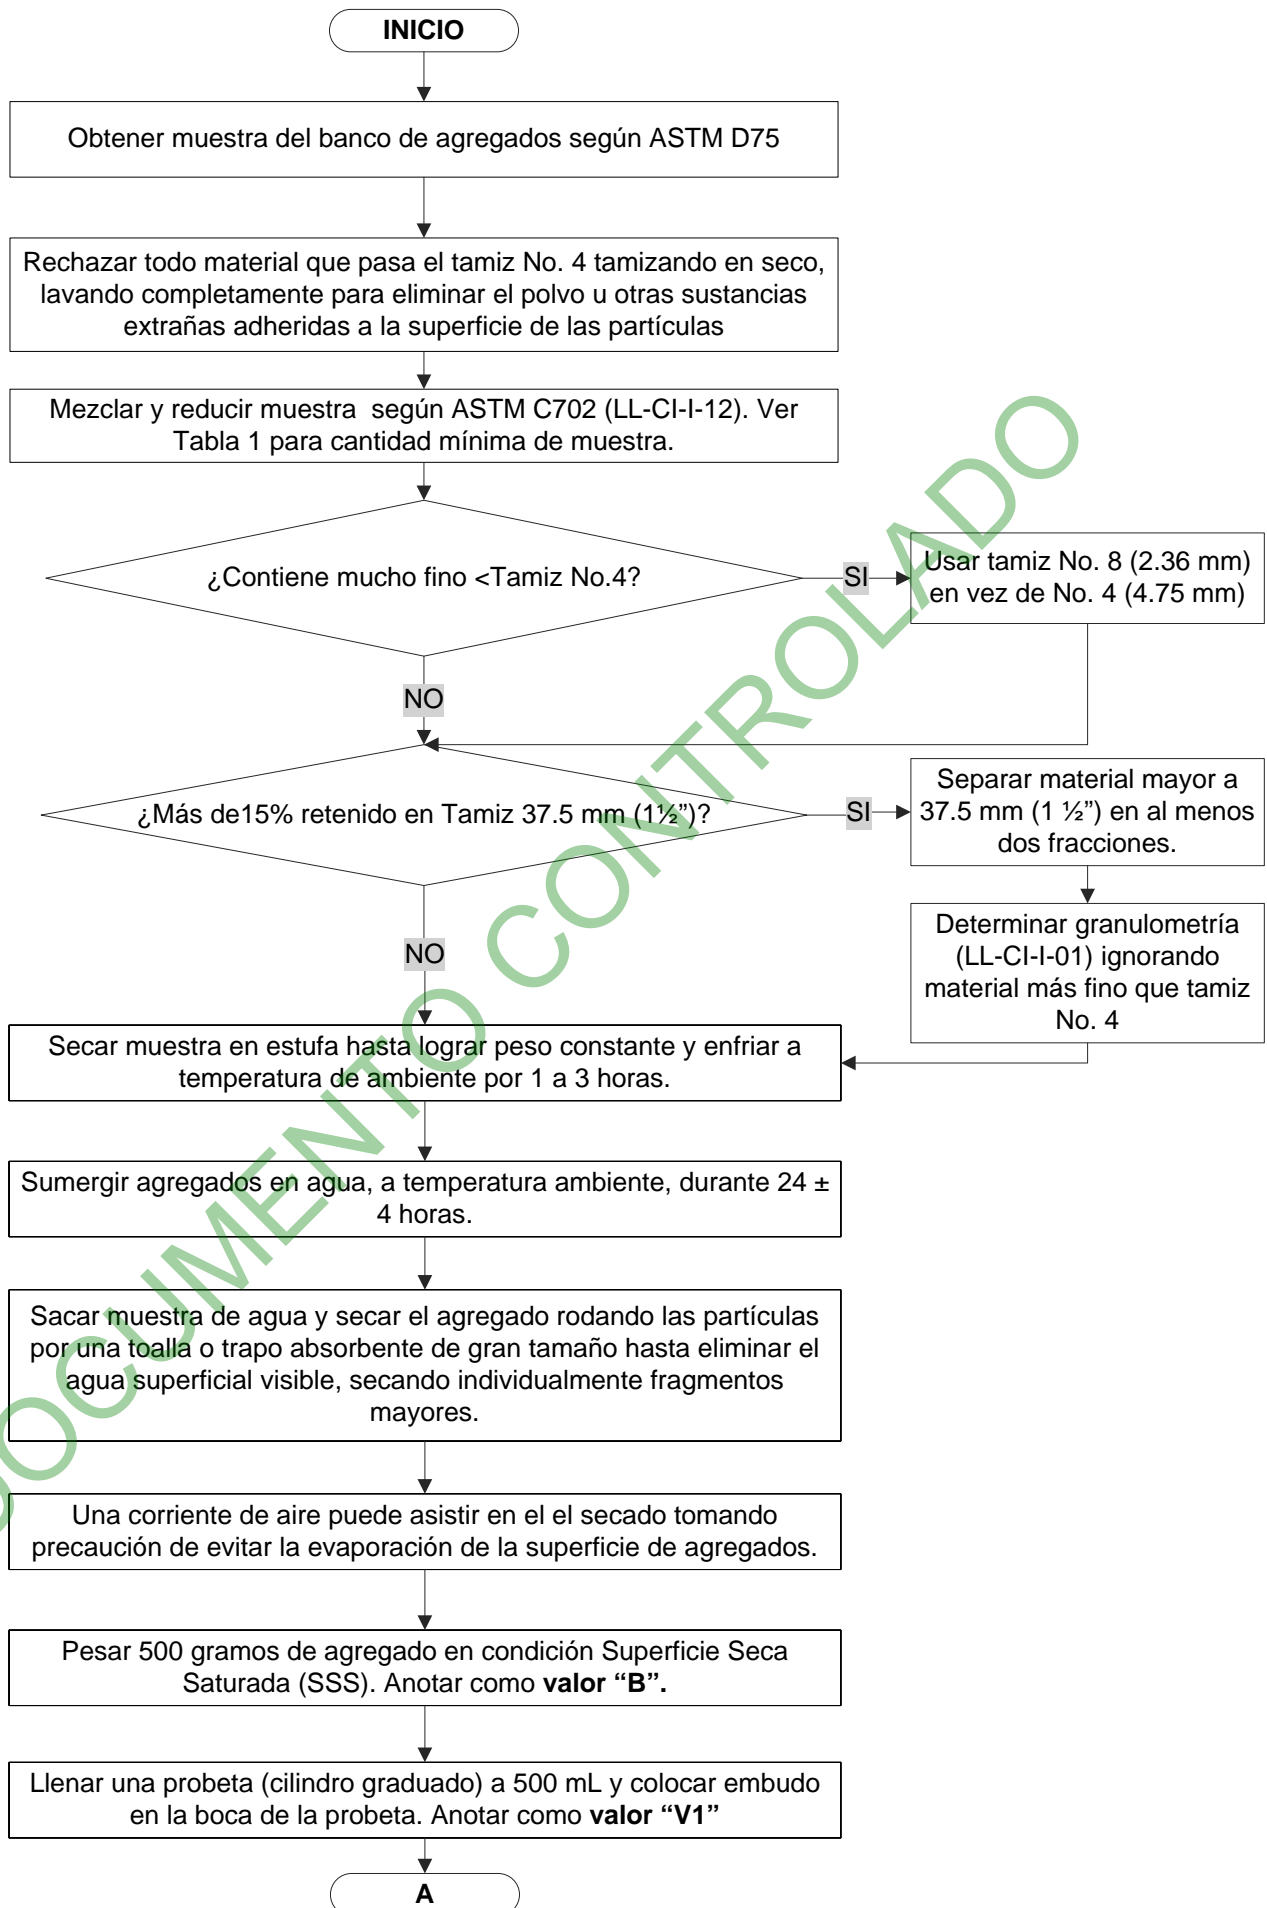 INICIO
Obtener muestra del banco de agregados según ASTM D75
Rechazar todo material que pasa el tamiz No. 4 tamizando en seco,
lavando completamente para eliminar el polvo u otras sustancias
extrañas adheridas a la superficie de las partículas
Mezclar y reducir muestra según ASTM C702 (LL-CI-I-12). Ver
Tabla 1 para cantidad mínima de muestra.
¿Contiene mucho fino <Tamiz No.4?
SI
Usar tamiz No. 8 (2.36 mm)
en vez de No. 4 (4.75 mm)
NO
¿Más de15% retenido en Tamiz 37.5 mm (1½”)?
SI
Separar material mayor a
37.5 mm (1 ½”) en al menos
dos fracciones.
Determinar granulometría
(LL-CI-I-01) ignorando
material más fino que tamiz
No. 4
NO
Secar muestra en estufa hasta lograr peso constante y enfriar a
temperatura de ambiente por 1 a 3 horas.
Sumergir agregados en agua, a temperatura ambiente, durante 24 ±
4 horas.
Sacar muestra de agua y secar el agregado rodando las partículas
por una toalla o trapo absorbente de gran tamaño hasta eliminar el
agua superficial visible, secando individualmente fragmentos
mayores.
Una corriente de aire puede asistir en el el secado tomando
precaución de evitar la evaporación de la superficie de agregados.
Pesar 500 gramos de agregado en condición Superficie Seca
Saturada (SSS). Anotar como valor “B”.
Llenar una probeta (cilindro graduado) a 500 mL y colocar embudo
en la boca de la probeta. Anotar como valor “V1”
A
DOCUMENTO CONTROLADO